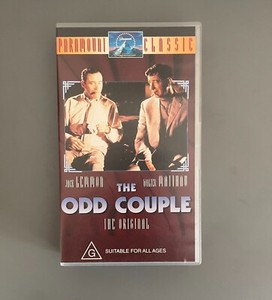 PARAMOUNT CLASSIC
JACK LEMMON WALTER MATTHAU
THE
ODD COUPLE
THE ORIGINAL
G SUITABLE FOR ALL AGES